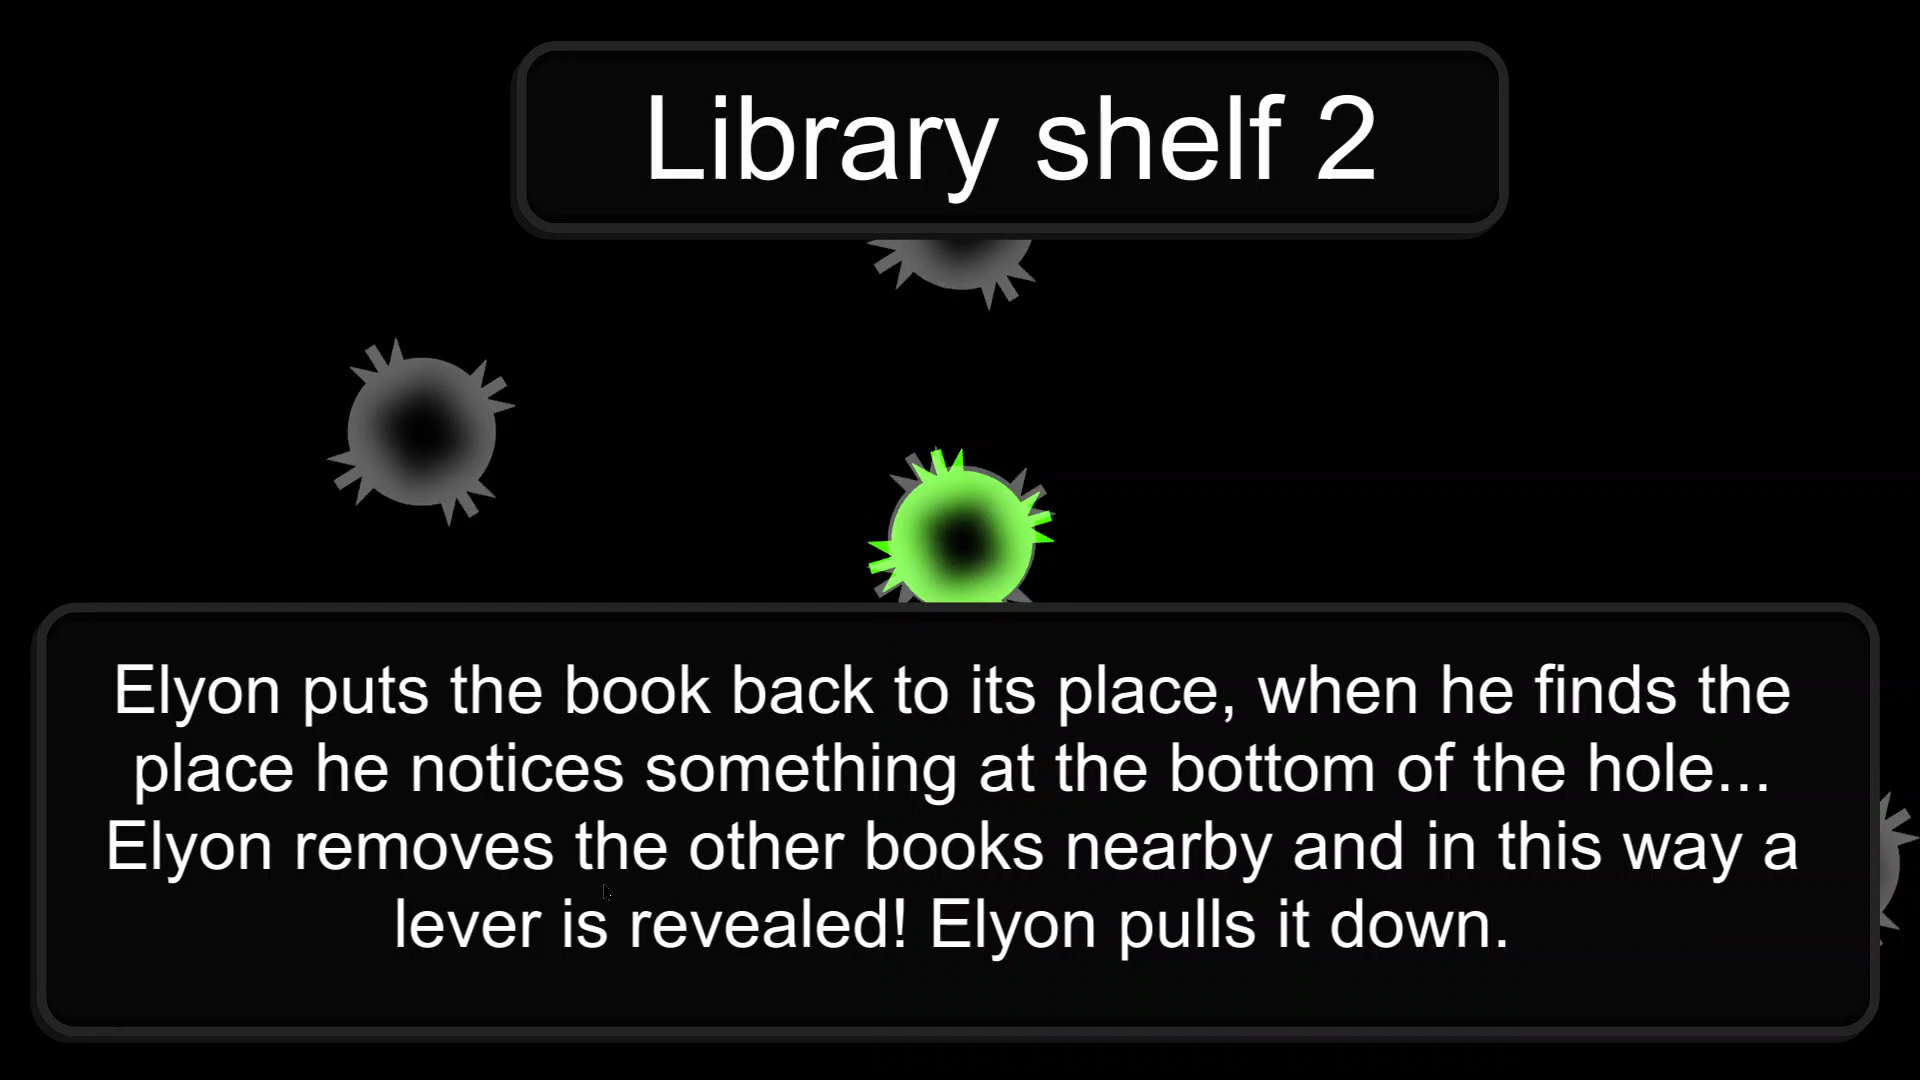 Library shelf 2
Elyon puts the book back to its place, when he finds the
place he notices something at the bottom of the hole...
Elyon removes the other books nearby and in this way a
lever is revealed! Elyon pulls it down.